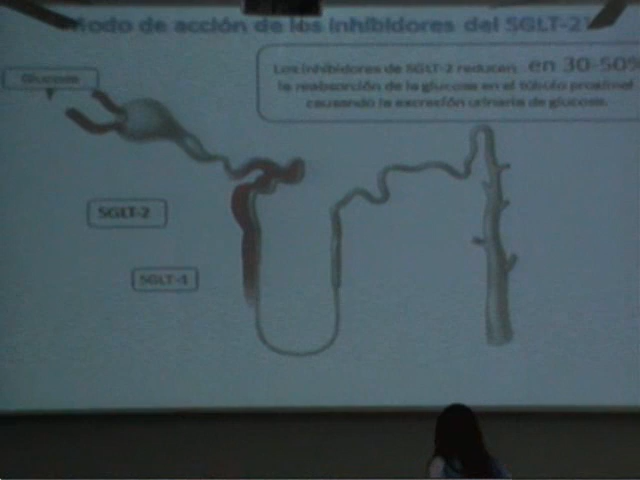 Modo de acción de los inhibidores del SGLT-2
Glucosa
Los inhibidores de SGLT-2 reducen en 30-50%
la reabsorción de la glucosa en el túbulo proximal
causando la excreción urinaria de glucosa.
SGLT-2
SGLT-1